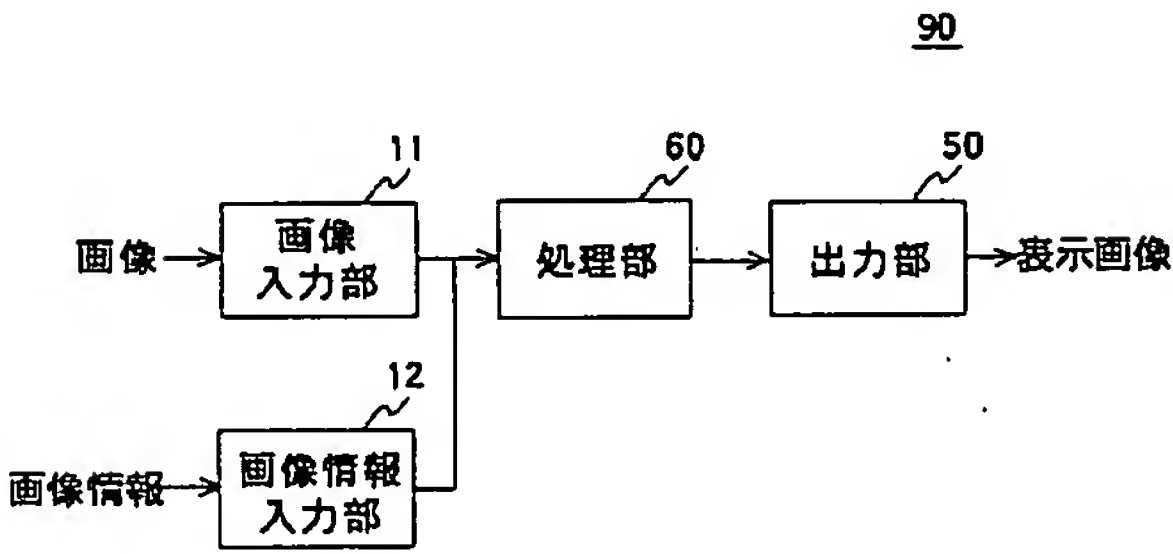 90
11
60
50
画像
画像
入力部
処理部
出力部
表示画像
12
画像情報
画像情報
入力部